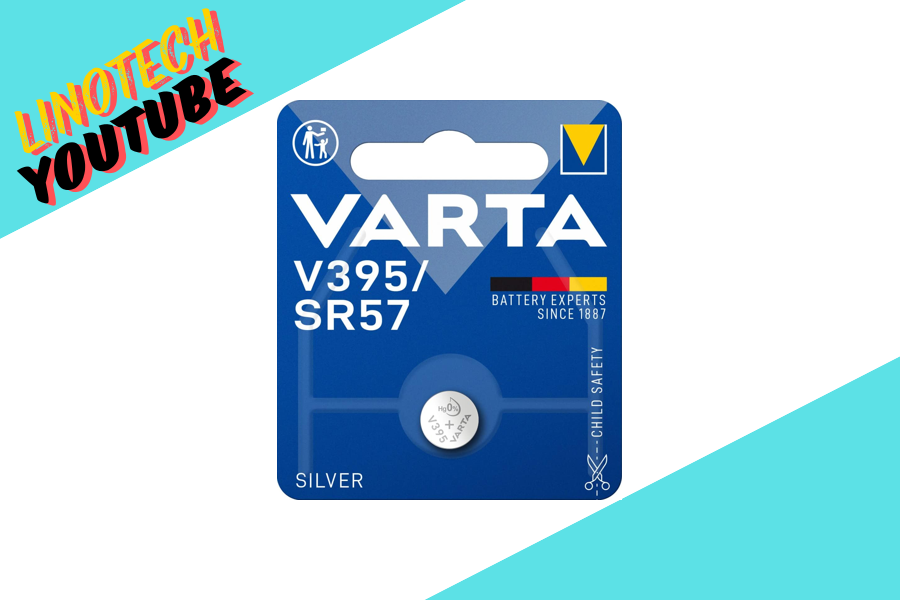 LINOTECH
YOUTUBE
VARTA
V395/
SR57
BATTERY EXPERTS
SINCE 1887
CHILD SAFETY
Hg0%
+
V395 VARTA
SILVER